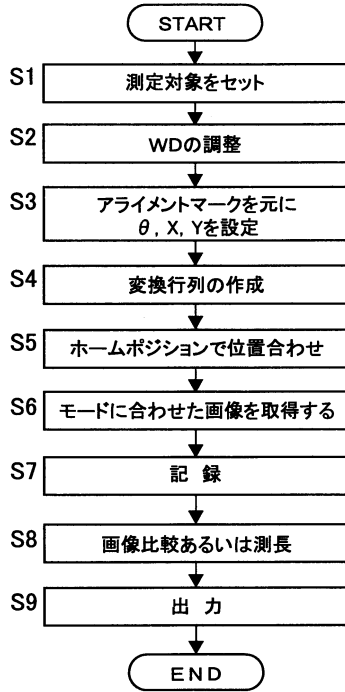 START
S1
測定対象をセット
S2
WDの調整
S3
アライメントマークを元に
θ, X, Yを設定
S4
変換行列の作成
S5
ホームポジションで位置合わせ
S6
モードに合わせた画像を取得する
S7
記 録
S8
画像比較あるいは測長
S9
出 力
END